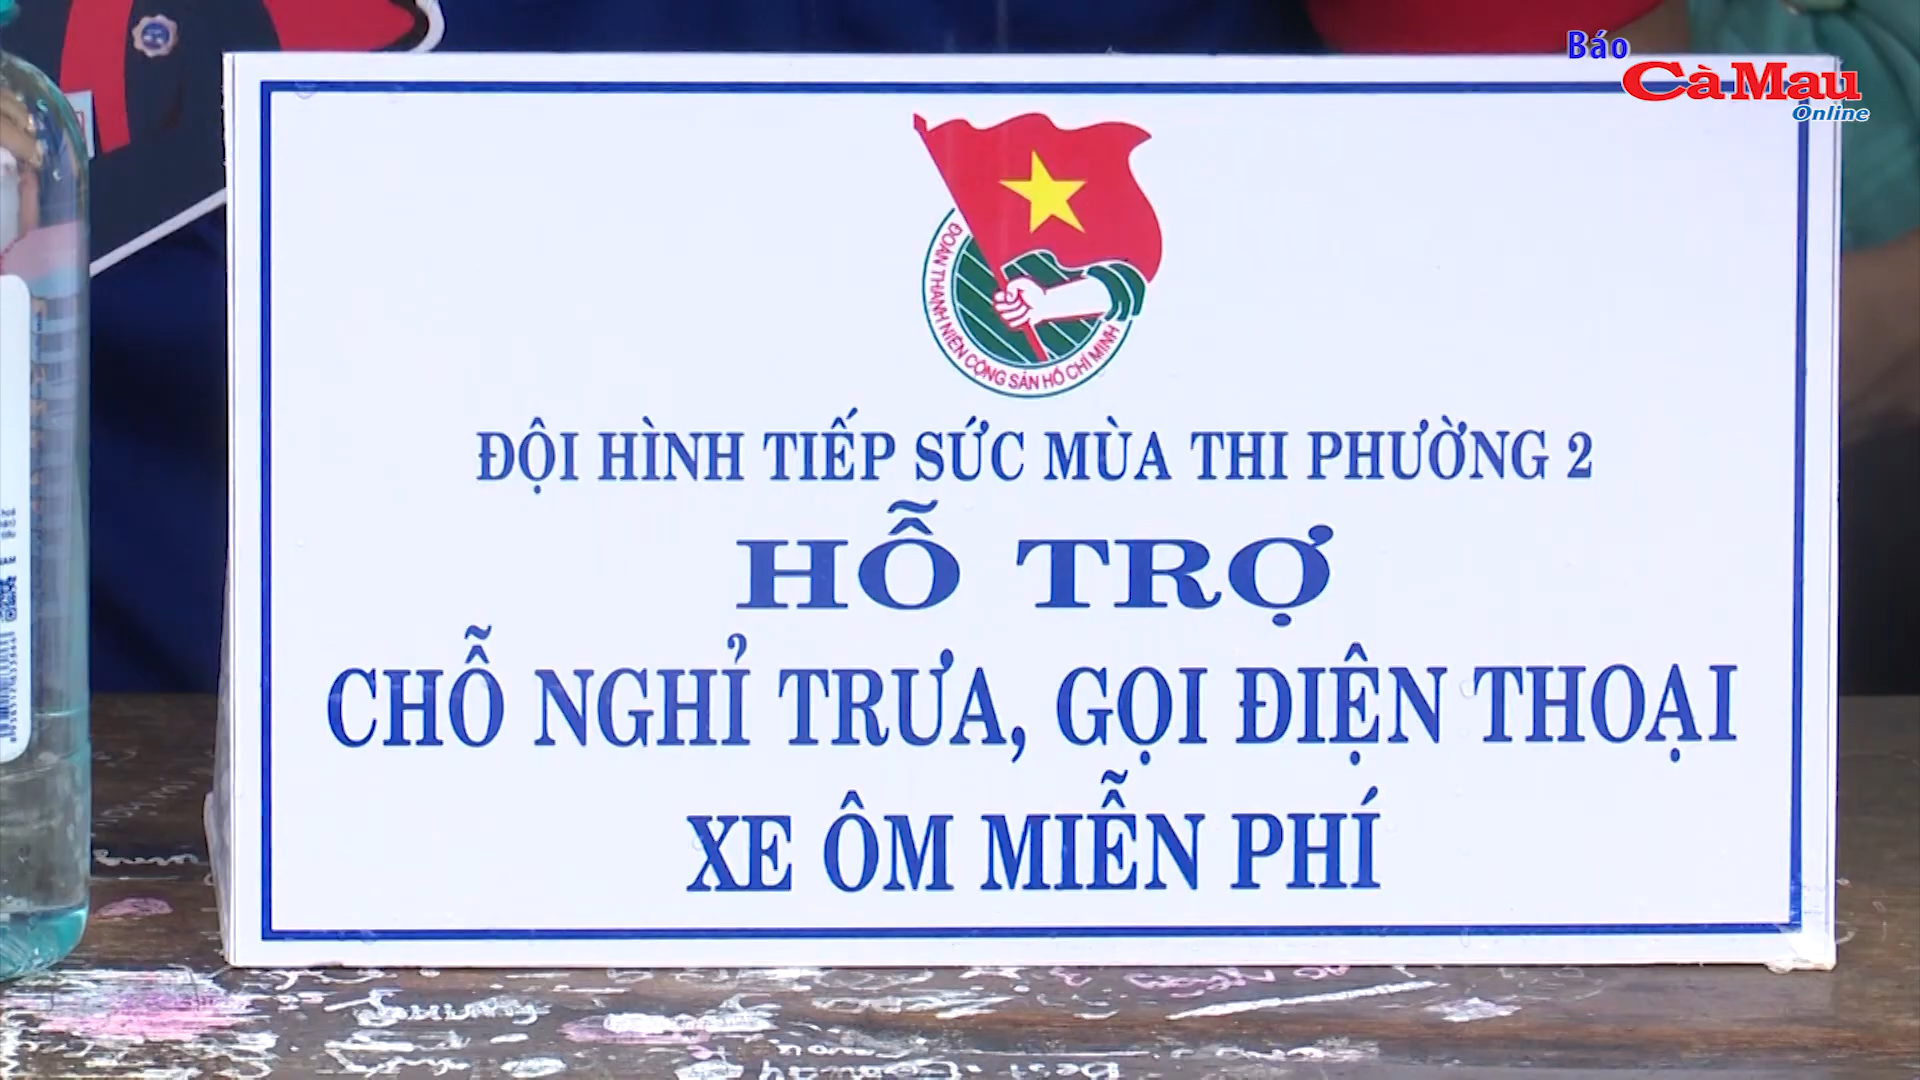 Báo
Cà Mau
Online
ĐOÀN THANH NIÊN CỘNG SẢN HỒ CHÍ MINH
ĐỘI HÌNH TIẾP SỨC MÙA THI PHƯỜNG 2
HỖ TRỢ
CHỖ NGHỈ TRƯA, GỌI ĐIỆN THOẠI
XE ÔM MIỄN PHÍ